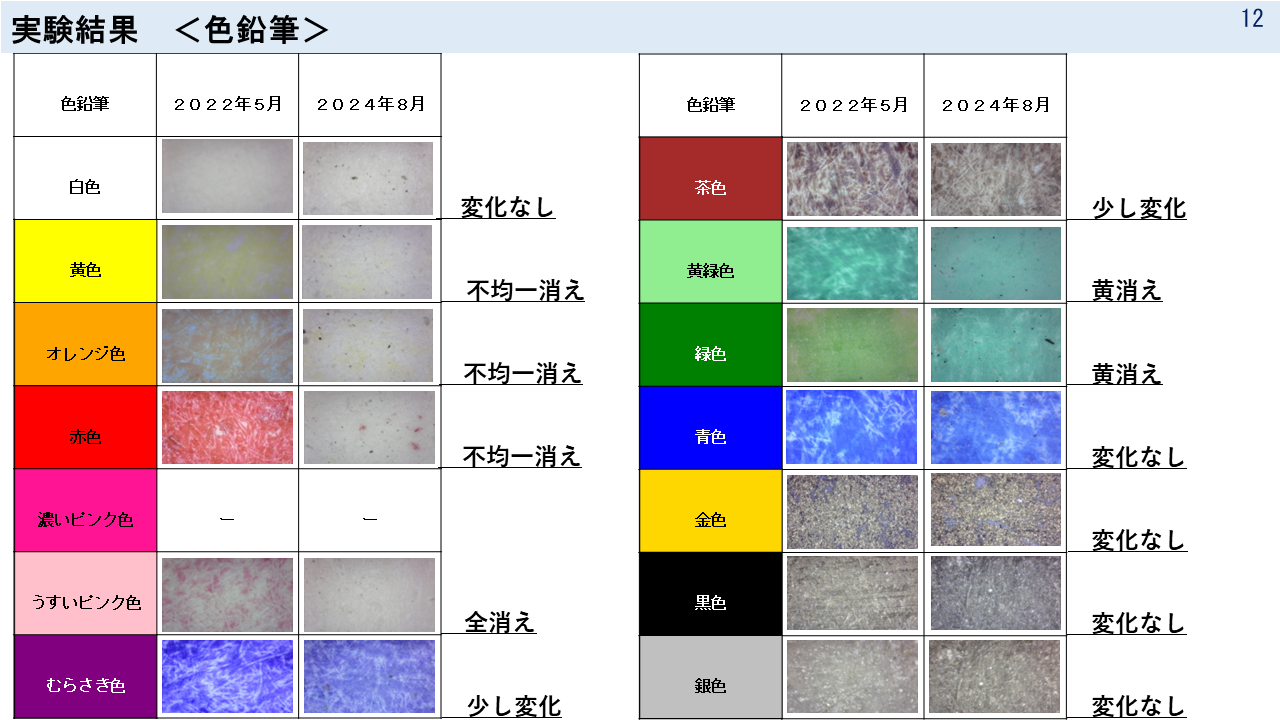 実験結果　＜色鉛筆＞
12
色鉛筆 ２０２２年５月 ２０２４年８月
白色 変化なし
黄色 不均一消え
オレンジ色 不均一消え
赤色 不均一消え
濃いピンク色 ー ー
うすいピンク色 全消え
むらさき色 少し変化
色鉛筆 ２０２２年５月 ２０２４年８月
茶色 少し変化
黄緑色 黄消え
緑色 黄消え
青色 変化なし
金色 変化なし
黒色 変化なし
銀色 変化なし